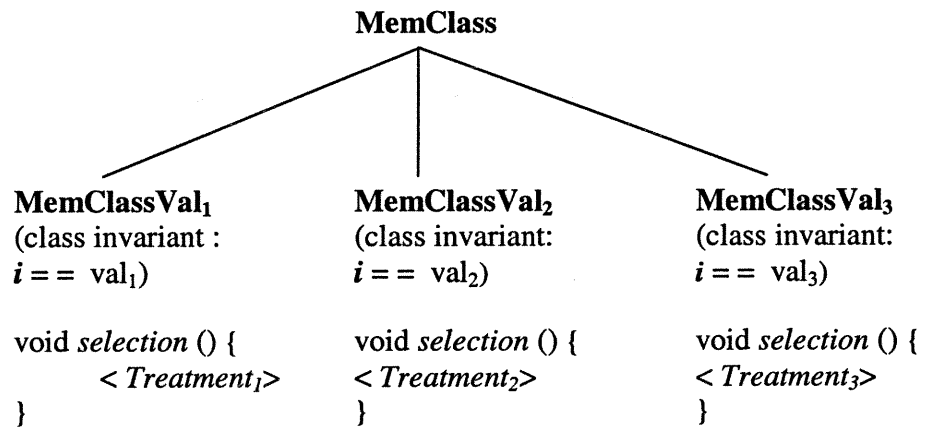 MemClass
MemClassVal₁
(class invariant :
i == val₁)
void selection () {
< Treatment₁>
}
MemClassVal₂
(class invariant:
i == val₂)
void selection () {
< Treatment₂>
}
MemClassVal₃
(class invariant:
i == val₃)
void selection () {
< Treatment₃>
}